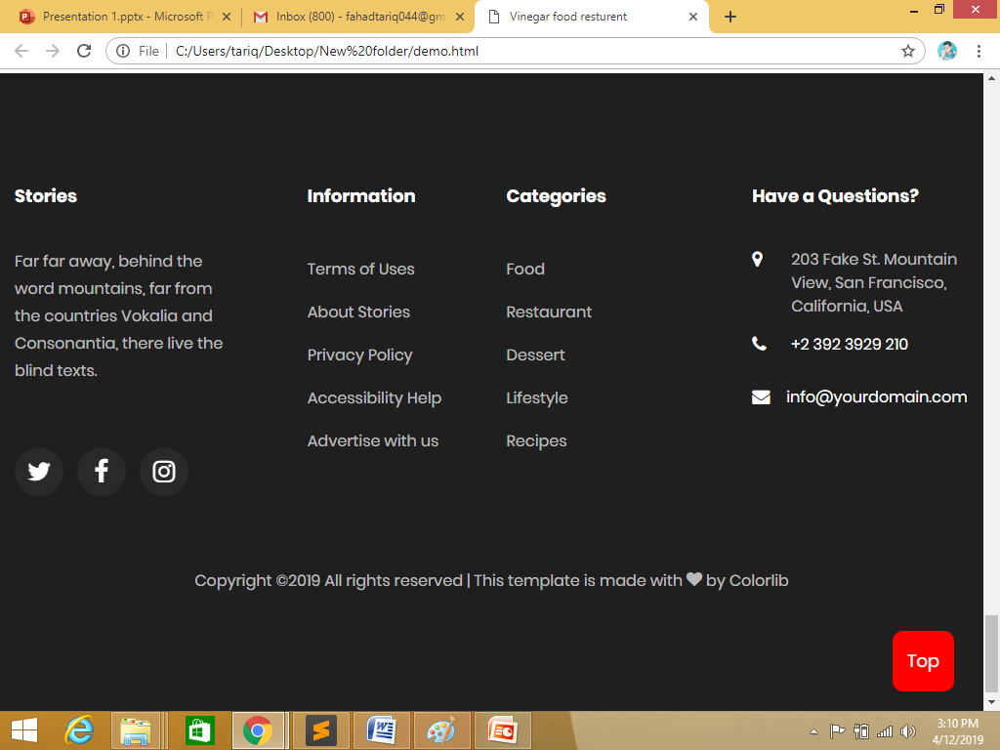 Presentation 1.pptx - Microsoft P
Inbox (800) - fahadtariq044@gm
Vinegar food resturent
File
C:/Users/tariq/Desktop/New%20folder/demo.html
Stories
Far far away, behind the
word mountains, far from
the countries Vokalia and
Consonantia, there live the
blind texts.
Information
Terms of Uses
About Stories
Privacy Policy
Accessibility Help
Advertise with us
Categories
Food
Restaurant
Dessert
Lifestyle
Recipes
Have a Questions?
203 Fake St. Mountain
View, San Francisco,
California, USA
+2 392 3929 210
info@yourdomain.com
Copyright ©2019 All rights reserved | This template is made with ❤ by Colorlib
Top
3:10 PM
4/12/2019